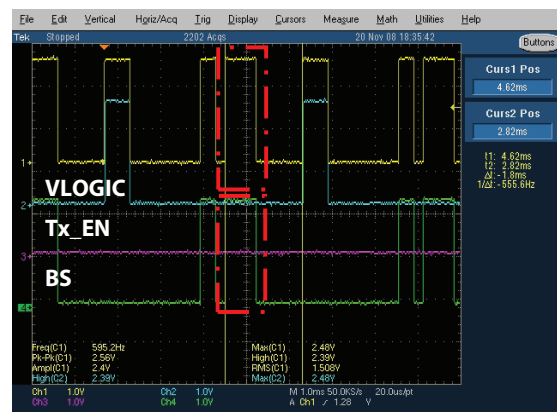 File Edit Vertical Horiz/Acq Trig Display Cursors Measure Math Utilities Help
Tek Stopped 2202 Acqs 20 Nov 08 18:35:42
Buttons
Curs1 Pos
4.62ms
Curs2 Pos
2.82ms
t1: 4.62ms
t2: 2.82ms
Δt: -1.8ms
1/Δt: -555.6Hz
1
VLOGIC
2
Tx_EN
3
BS
4
Freq(C1) 595.2Hz Max(C1) 2.48V
Pk-Pk(C1) 2.56V High(C1) 2.39V
Ampl(C1) 2.4V RMS(C1) 1.508V
High(C2) 2.39V Max(C2) 2.48V
Ch1 1.0V Ch2 1.0V M 1.0ms 50.0KS/s 20.0us/pt
Ch3 1.0V Ch4 1.0V A Ch1 ∕ 1.28 V